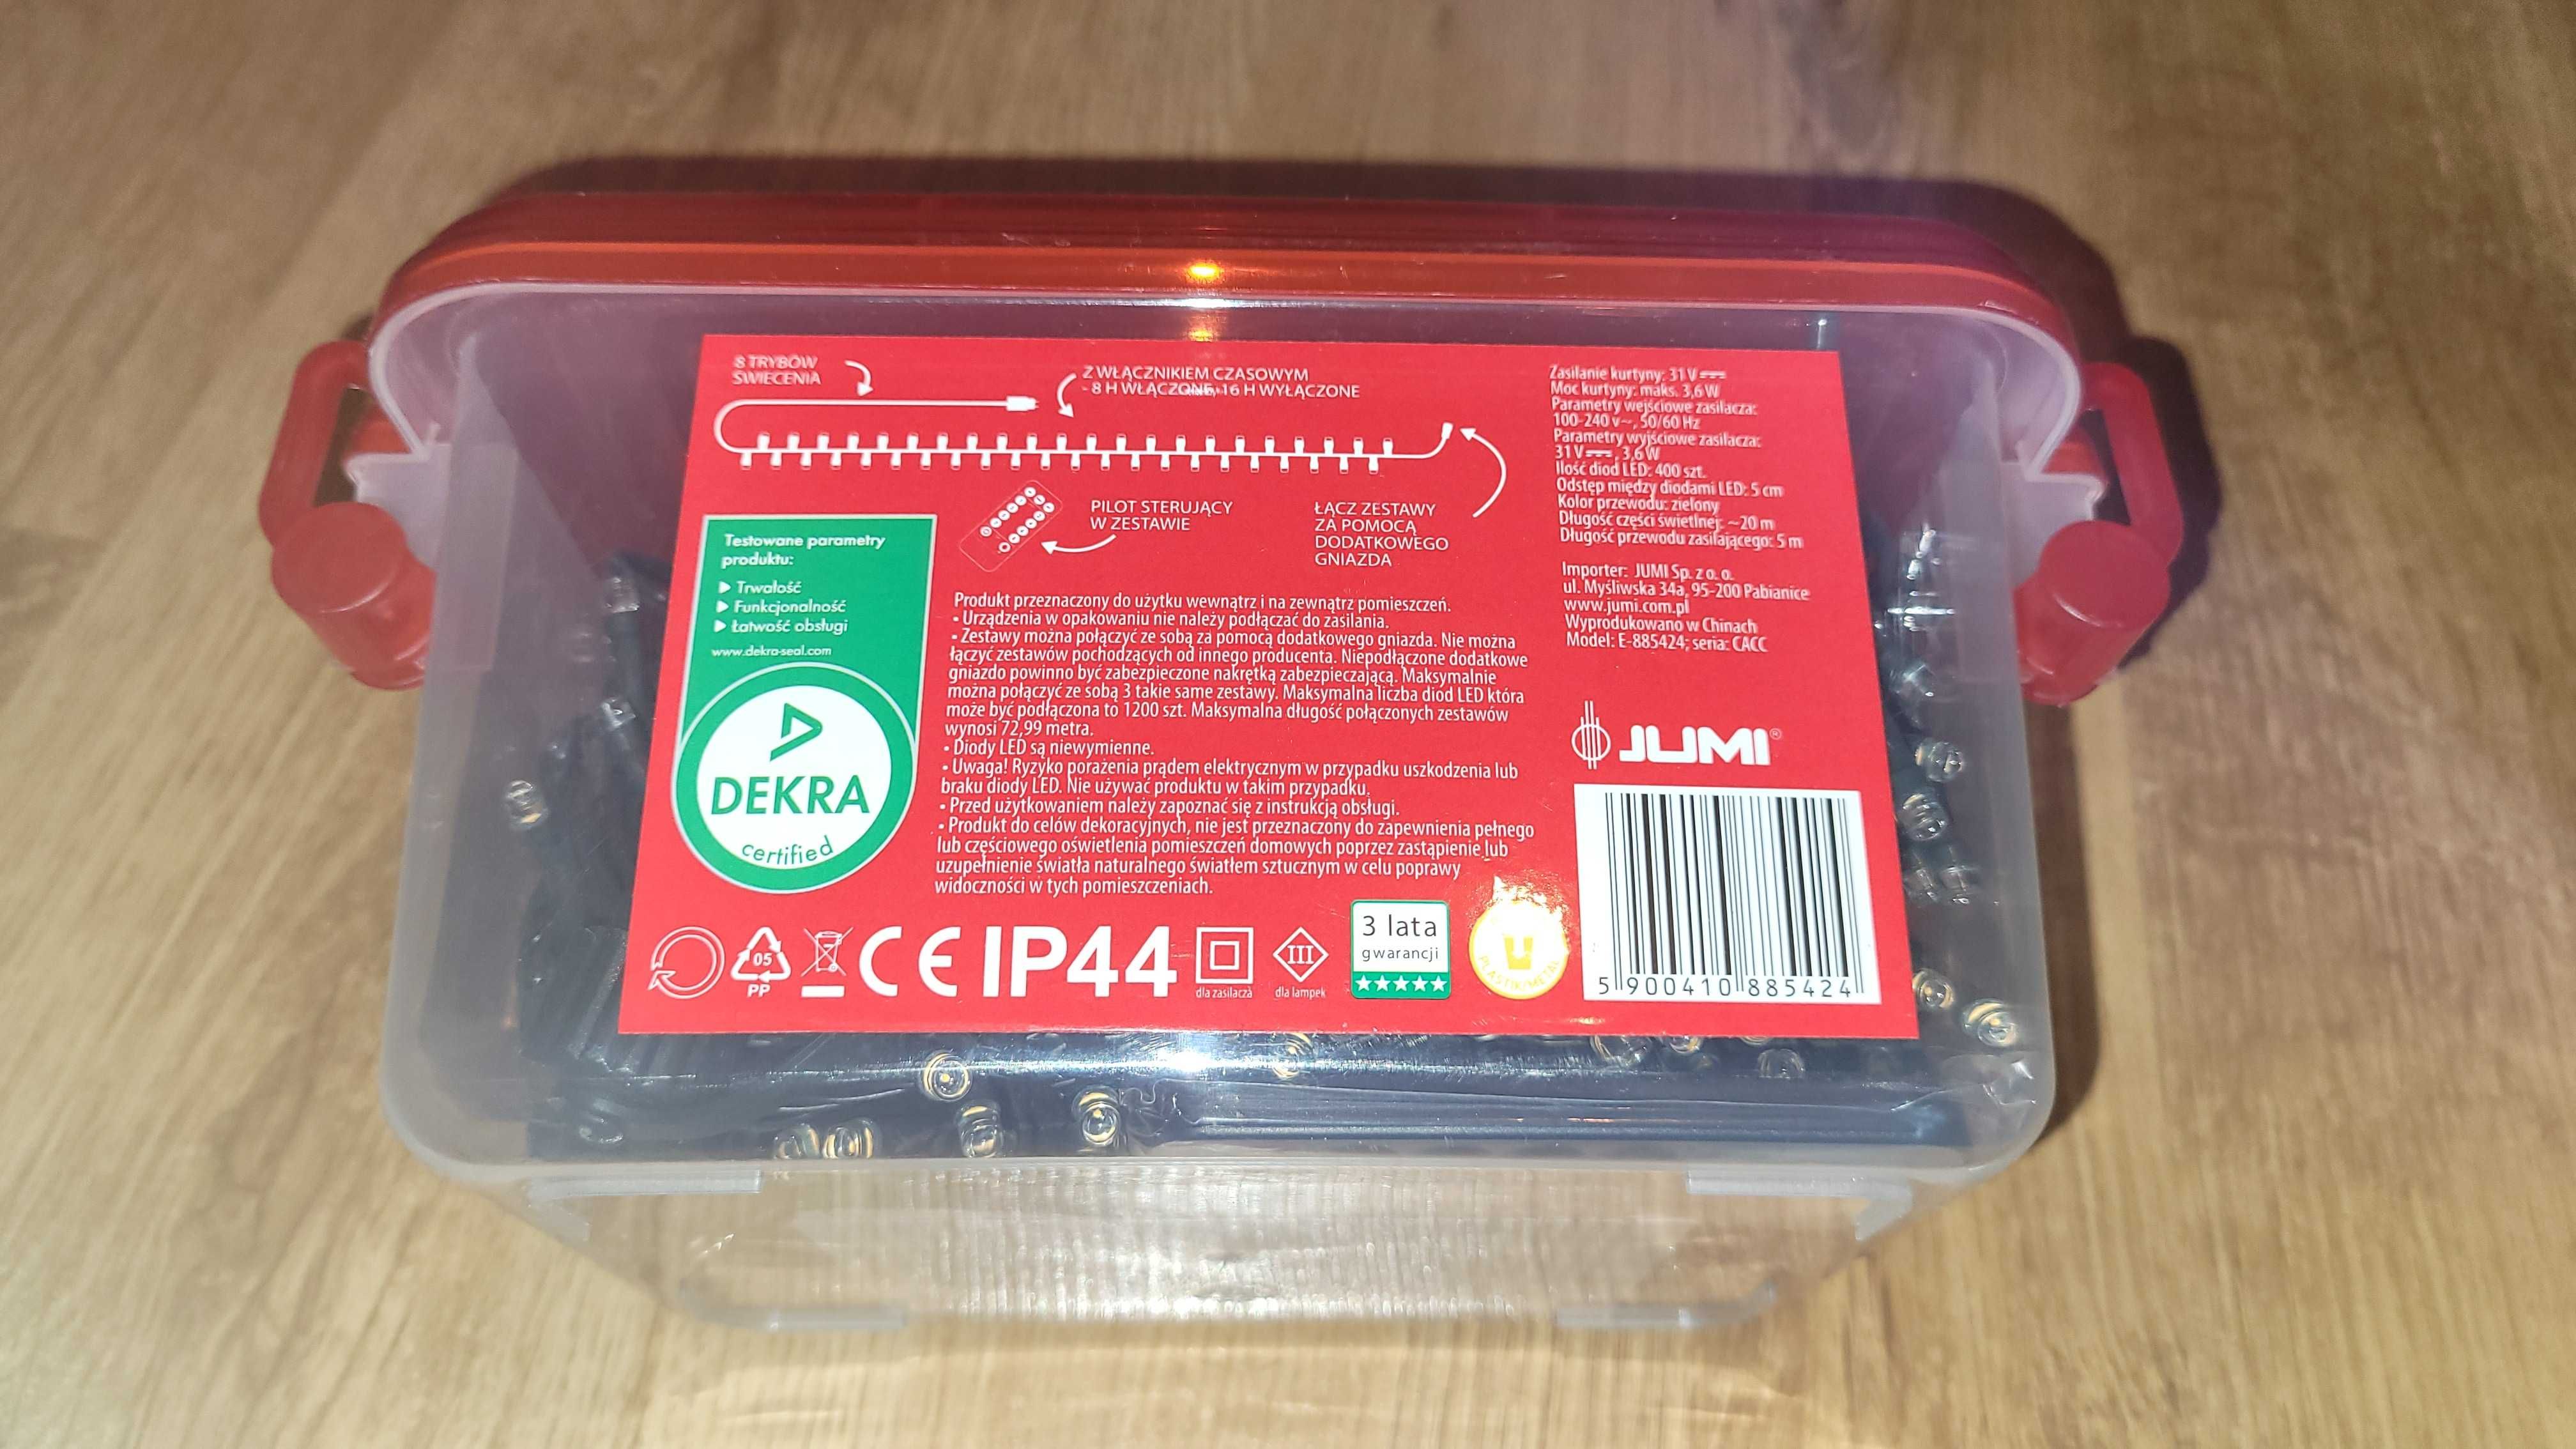 8 TRYBÓW
ŚWIECENIA
Z WŁĄCZNIKIEM CZASOWYM
- 8 H WŁĄCZONE, 16 H WYŁĄCZONE
PILOT STERUJĄCY
W ZESTAWIE
ŁĄCZ ZESTAWY
ZA POMOCĄ
DODATKOWEGO
GNIAZDA
Zasilanie kurtyny: 31 V
Moc kurtyny: maks. 3,6 W
Parametry wejściowe zasilacza:
100-240 v~, 50/60 Hz
Parametry wyjściowe zasilacza:
31 V , 3,6 W
Ilość diod LED: 400 szt.
Odstęp między diodami LED: 5 cm
Kolor przewodu: zielony
Długość części świetlnej: ~20 m
Długość przewodu zasilającego: 5 m
Importer: JUMI Sp. z o. o.
ul. Myśliwska 34a, 95-200 Pabianice
www.jumi.com.pl
Wyprodukowano w Chinach
Model: E-885424; seria: CACC
Testowane parametry
produktu:
Trwałość
Funkcjonalność
Łatwość obsługi
www.dekra-seal.com
DEKRA
certified
Produkt przeznaczony do użytku wewnątrz i na zewnątrz pomieszczeń.
• Urządzenia w opakowaniu nie należy podłączać do zasilania.
• Zestawy można połączyć ze sobą za pomocą dodatkowego gniazda. Nie można
łączyć zestawów pochodzących od innego producenta. Niepodłączone dodatkowe
gniazdo powinno być zabezpieczone nakrętką zabezpieczającą. Maksymalnie
można połączyć ze sobą 3 takie same zestawy. Maksymalna liczba diod LED która
może być podłączona to 1200 szt. Maksymalna długość połączonych zestawów
wynosi 72,99 metra.
• Diody LED są niewymienne.
• Uwaga! Ryzyko porażenia prądem elektrycznym w przypadku uszkodzenia lub
braku diody LED. Nie używać produktu w takim przypadku.
• Przed użytkowaniem należy zapoznać się z instrukcją obsługi.
• Produkt do celów dekoracyjnych, nie jest przeznaczony do zapewnienia pełnego
lub częściowego oświetlenia pomieszczeń domowych poprzez zastąpienie lub
uzupełnienie światła naturalnego światłem sztucznym w celu poprawy
widoczności w tych pomieszczeniach.
JUMI®
05
PP
CE IP44
dla zasilacza
III
dla lampek
3 lata
gwarancji
PLASTIK/METAL
5 900410 885424